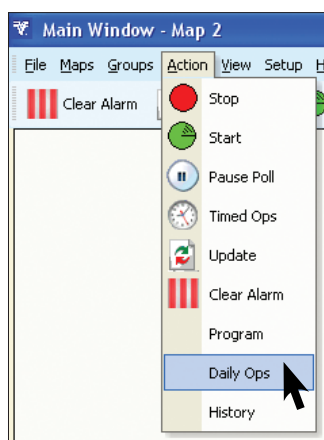 Main Window - Map 2
File Maps Groups Action View Setup H
Clear Alarm
Stop
Start
Pause Poll
Timed Ops
Update
Clear Alarm
Program
Daily Ops
History